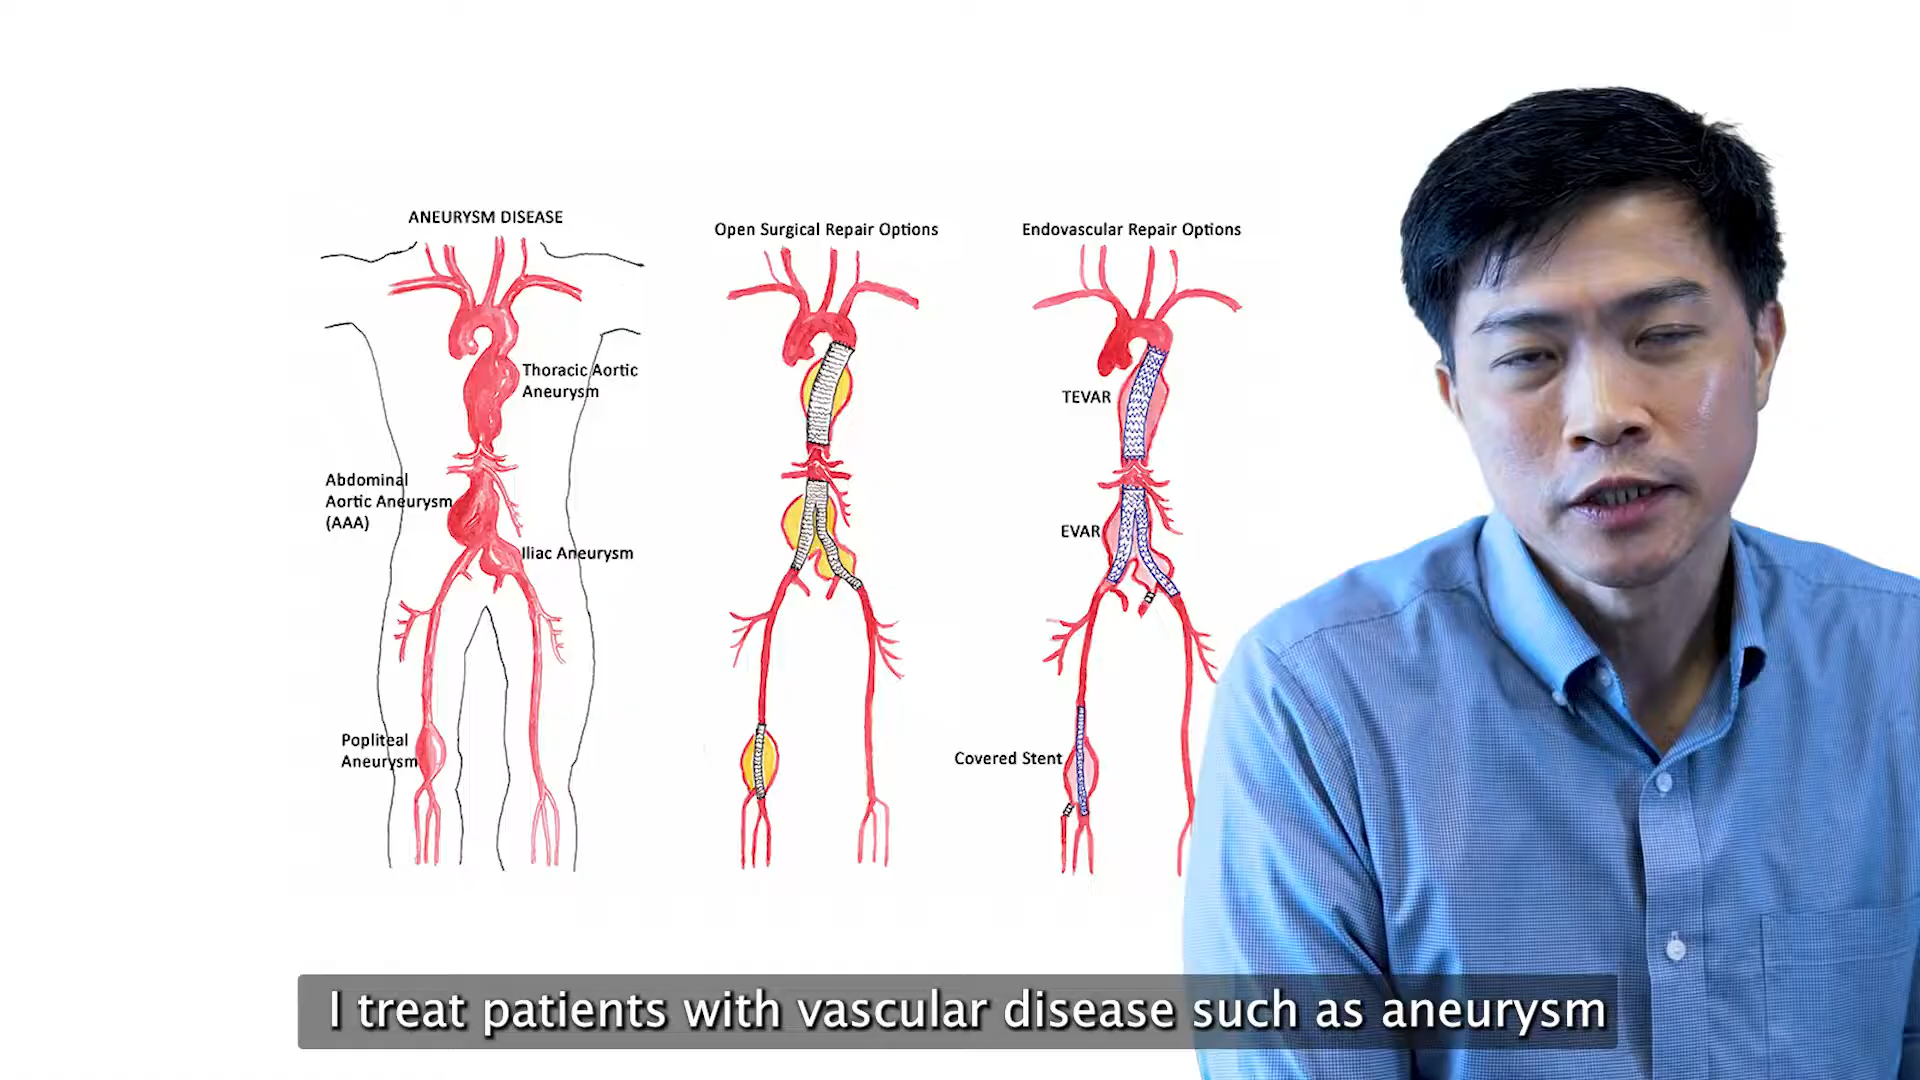 ANEURYSM DISEASE
Thoracic Aortic
Aneurysm
Abdominal
Aortic Aneurysm
(AAA)
Iliac Aneurysm
Popliteal
Aneurysm
Open Surgical Repair Options
Endovascular Repair Options
TEVAR
EVAR
Covered Stent
I treat patients with vascular disease such as aneurysm